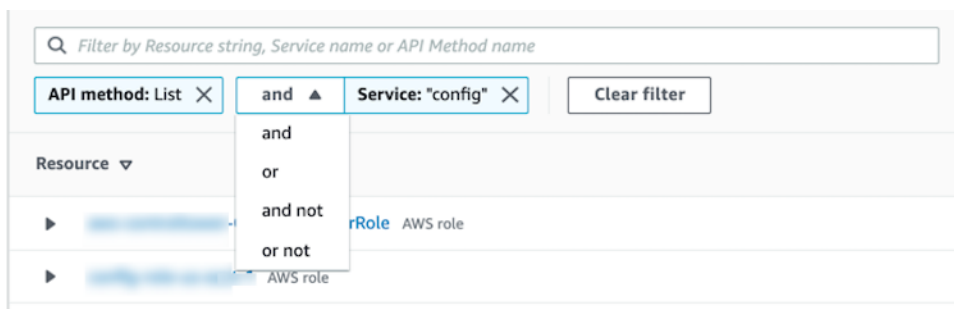 Filter by Resource string, Service name or API Method name
API method: List and Service: "config" Clear filter
and
Resource
or
and not
rRole AWS role
or not
AWS role